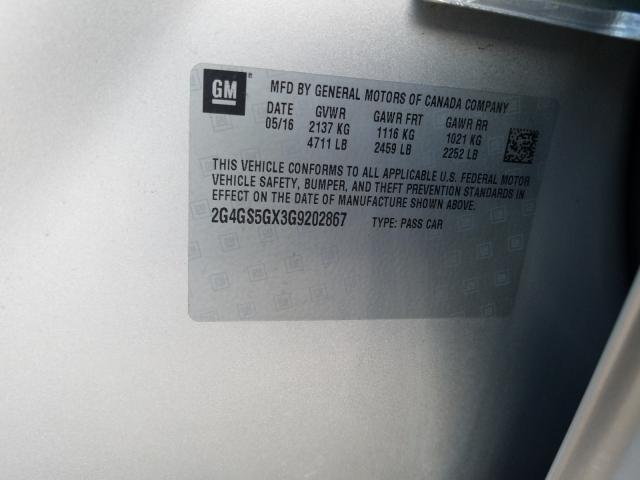 GM ®
MFD BY GENERAL MOTORS OF CANADA COMPANY
DATE GVWR GAWR FRT GAWR RR
05/16 2137 KG 1116 KG 1021 KG
4711 LB 2459 LB 2252 LB
THIS VEHICLE CONFORMS TO ALL APPLICABLE U.S. FEDERAL MOTOR
VEHICLE SAFETY, BUMPER, AND THEFT PREVENTION STANDARDS IN
EFFECT ON THE DATE OF MANUFACTURE SHOWN ABOVE.
2G4GS5GX3G9202867 TYPE: PASS CAR